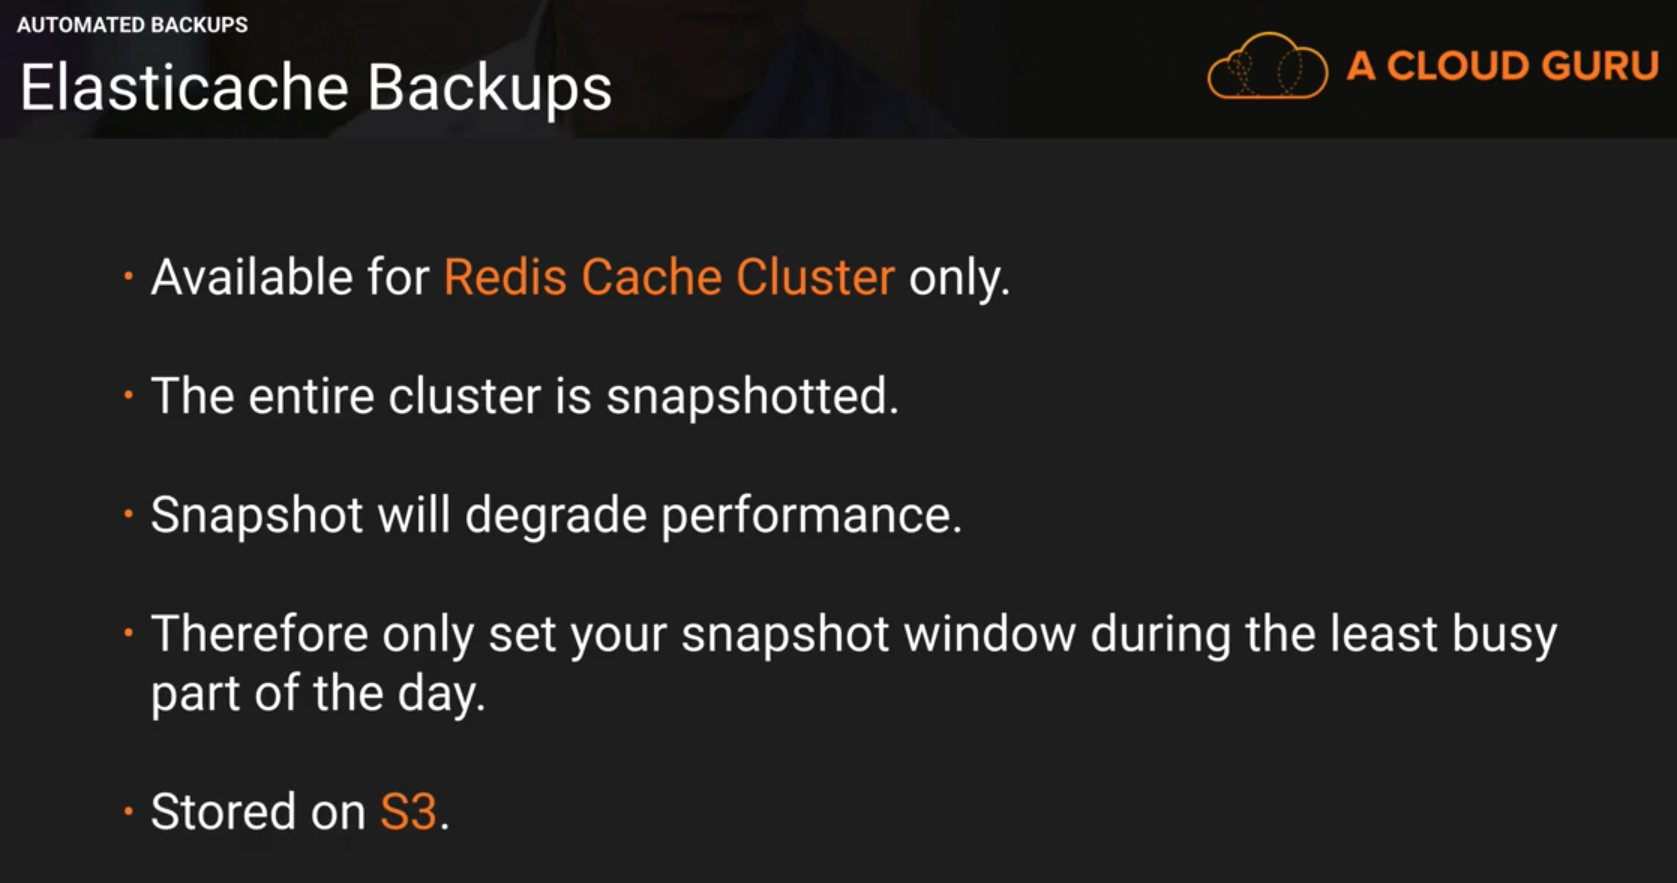 AUTOMATED BACKUPS
Elasticache Backups
A CLOUD GURU
• Available for Redis Cache Cluster only.
• The entire cluster is snapshotted.
• Snapshot will degrade performance.
• Therefore only set your snapshot window during the least busy
part of the day.
• Stored on S3.